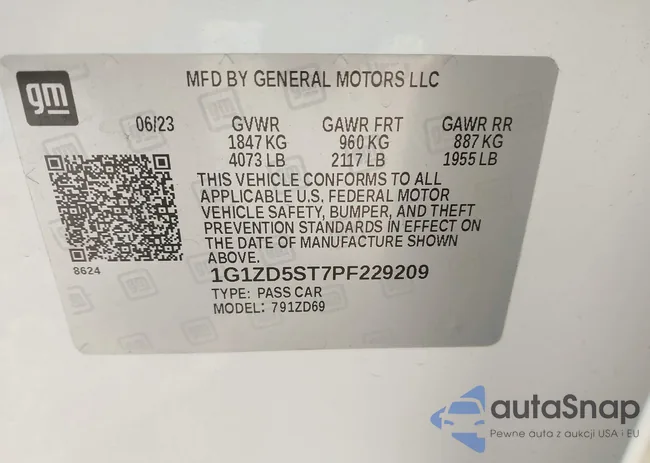 gm
MFD BY GENERAL MOTORS LLC
06/23 GVWR GAWR FRT GAWR RR
1847 KG 960 KG 887 KG
4073 LB 2117 LB 1955 LB
THIS VEHICLE CONFORMS TO ALL
APPLICABLE U.S. FEDERAL MOTOR
VEHICLE SAFETY, BUMPER, AND THEFT
PREVENTION STANDARDS IN EFFECT ON
THE DATE OF MANUFACTURE SHOWN
ABOVE.
8624
1G1ZD5ST7PF229209
TYPE: PASS CAR
MODEL: 791ZD69
autaSnap
Pewne auta z aukcji USA i EU